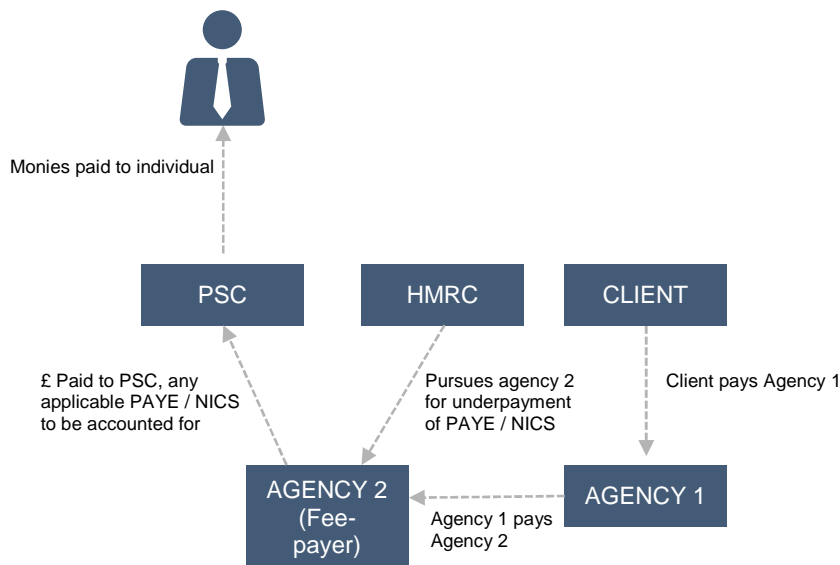 Monies paid to individual
PSC
HMRC
CLIENT
£ Paid to PSC, any
applicable PAYE / NICS
to be accounted for
Pursues agency 2
for underpayment
of PAYE / NICS
Client pays Agency 1
AGENCY 2
(Fee-
payer)
Agency 1 pays
Agency 2
AGENCY 1